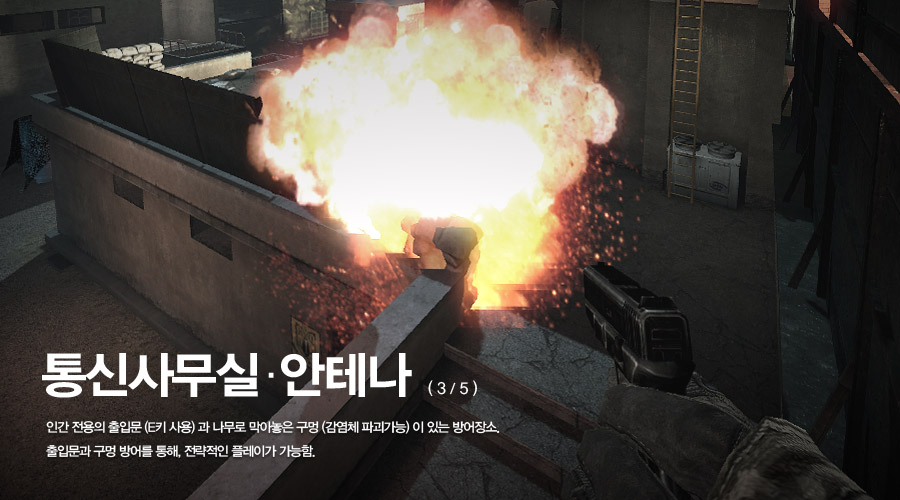 통신사무실·안테나 (3/5)
인간 전용의 출입문 (E키 사용) 과 나무로 막아놓은 구멍 (감염체 파괴가능) 이 있는 방어장소.
출입문과 구멍 방어를 통해, 전략적인 플레이가 가능함.